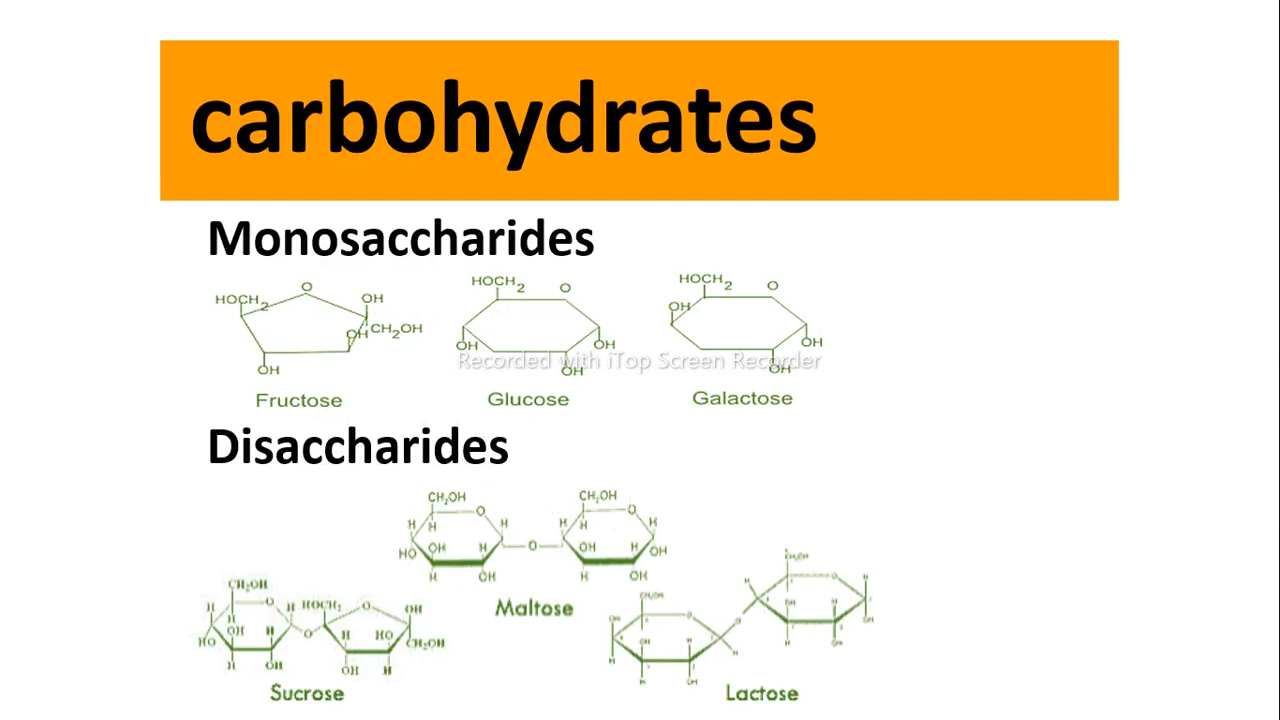 carbohydrates
Monosaccharides
HOCH2 O OH CH2OH OH OH
HOCH2 O OH OH OH
HOCH2 O OH OH OH
Recorded with iTop Screen Recorder
Fructose Glucose Galactose
Disaccharides
CH2OH O H H H HO OH H H OH
O
CH2OH O H H H OH H OH H OH
Maltose
CH2OH O H H H HO OH H H OH
O
HOCH2 O OH H HO CH2OH OH H
Sucrose
Lactose